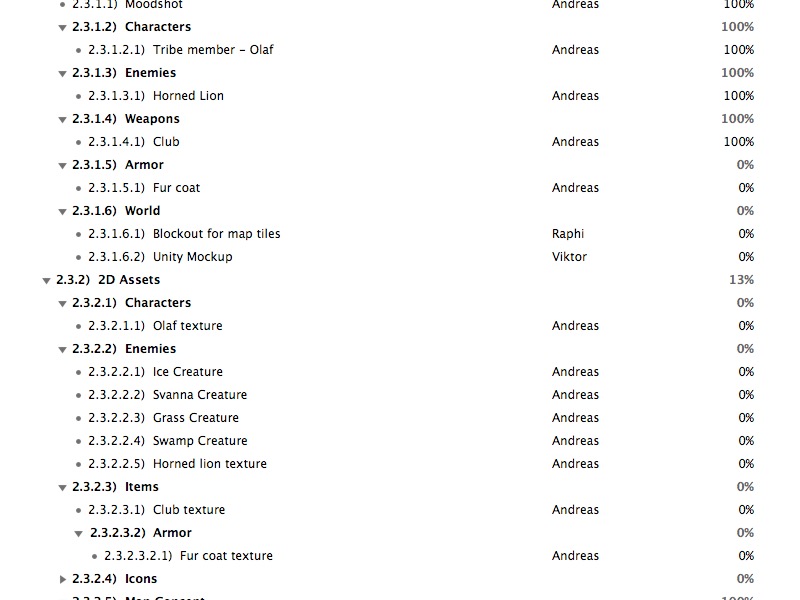 2.3.1.1) Moodshot Andreas 100%
2.3.1.2) Characters 100%
2.3.1.2.1) Tribe member – Olaf Andreas 100%
2.3.1.3) Enemies 100%
2.3.1.3.1) Horned Lion Andreas 100%
2.3.1.4) Weapons 100%
2.3.1.4.1) Club Andreas 100%
2.3.1.5) Armor 0%
2.3.1.5.1) Fur coat Andreas 0%
2.3.1.6) World 0%
2.3.1.6.1) Blockout for map tiles Raphi 0%
2.3.1.6.2) Unity Mockup Viktor 0%
2.3.2) 2D Assets 13%
2.3.2.1) Characters 0%
2.3.2.1.1) Olaf texture Andreas 0%
2.3.2.2) Enemies 0%
2.3.2.2.1) Ice Creature Andreas 0%
2.3.2.2.2) Svanna Creature Andreas 0%
2.3.2.2.3) Grass Creature Andreas 0%
2.3.2.2.4) Swamp Creature Andreas 0%
2.3.2.2.5) Horned lion texture Andreas 0%
2.3.2.3) Items 0%
2.3.2.3.1) Club texture Andreas 0%
2.3.2.3.2) Armor 0%
2.3.2.3.2.1) Fur coat texture Andreas 0%
2.3.2.4) Icons 0%
2.3.2.5) Map Concept 100%